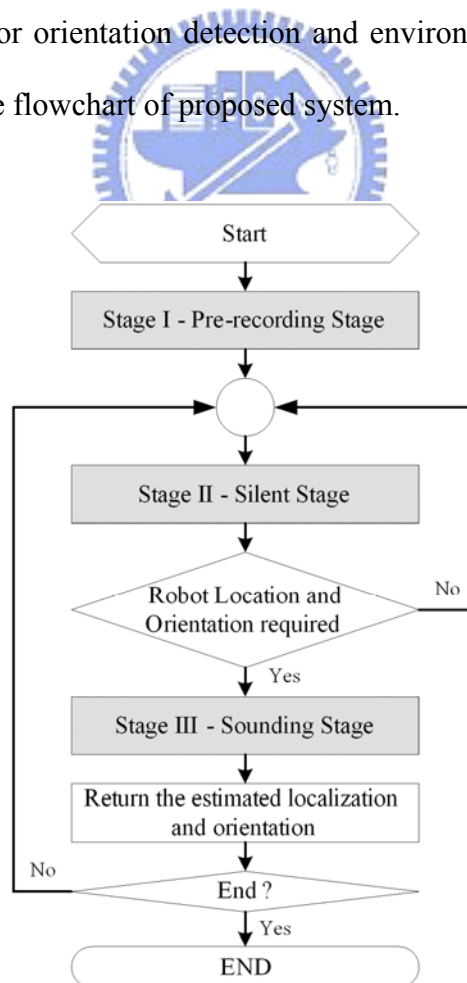 or orientation detection and environ
e flowchart of proposed system.
Start
Stage I - Pre-recording Stage
Stage II - Silent Stage
Robot Location and
Orientation required
No
Yes
Stage III - Sounding Stage
Return the estimated localization
and orientation
No
End ?
Yes
END